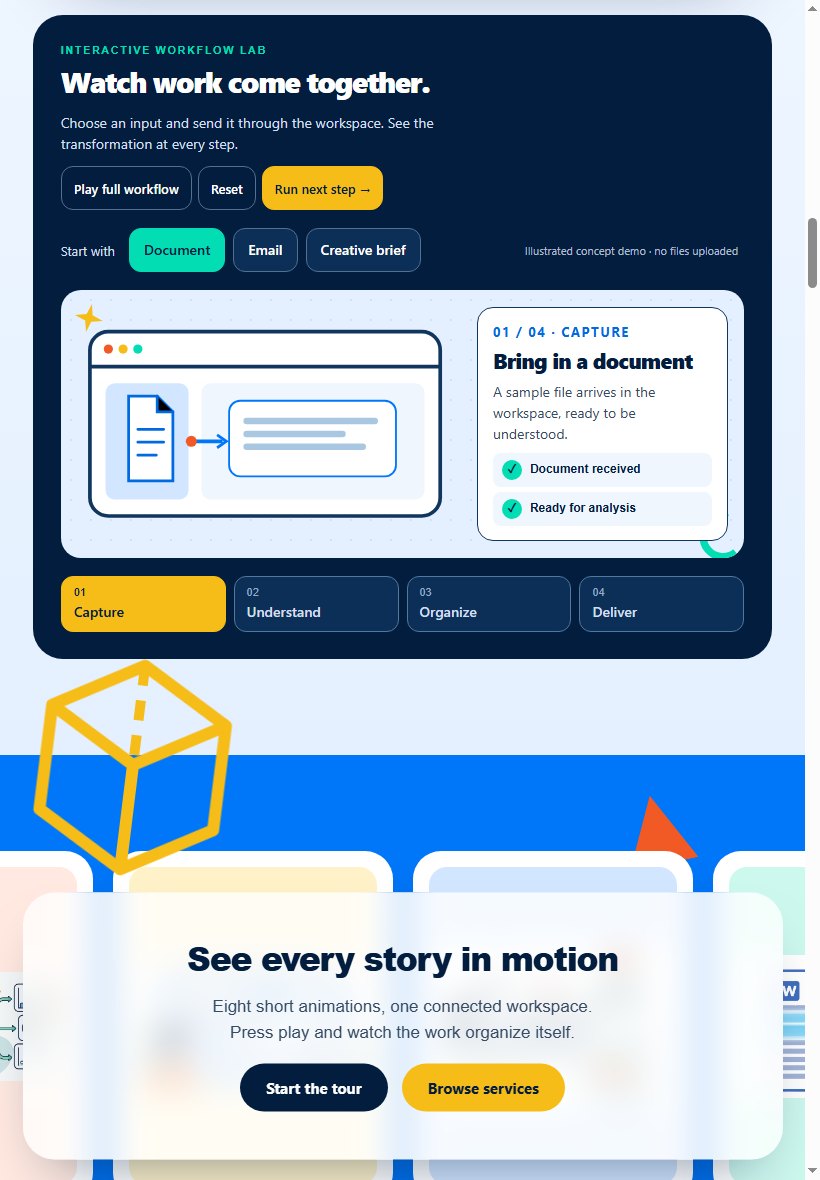 INTERACTIVE WORKFLOW LAB
Watch work come together.
Choose an input and send it through the workspace. See the
transformation at every step.
Play full workflow
Reset
Run next step →
Start with
Document
Email
Creative brief
Illustrated concept demo · no files uploaded
01 / 04 · CAPTURE
Bring in a document
A sample file arrives in the
workspace, ready to be
understood.
✓ Document received
✓ Ready for analysis
01
Capture
02
Understand
03
Organize
04
Deliver
See every story in motion
Eight short animations, one connected workspace.
Press play and watch the work organize itself.
Start the tour
Browse services
W